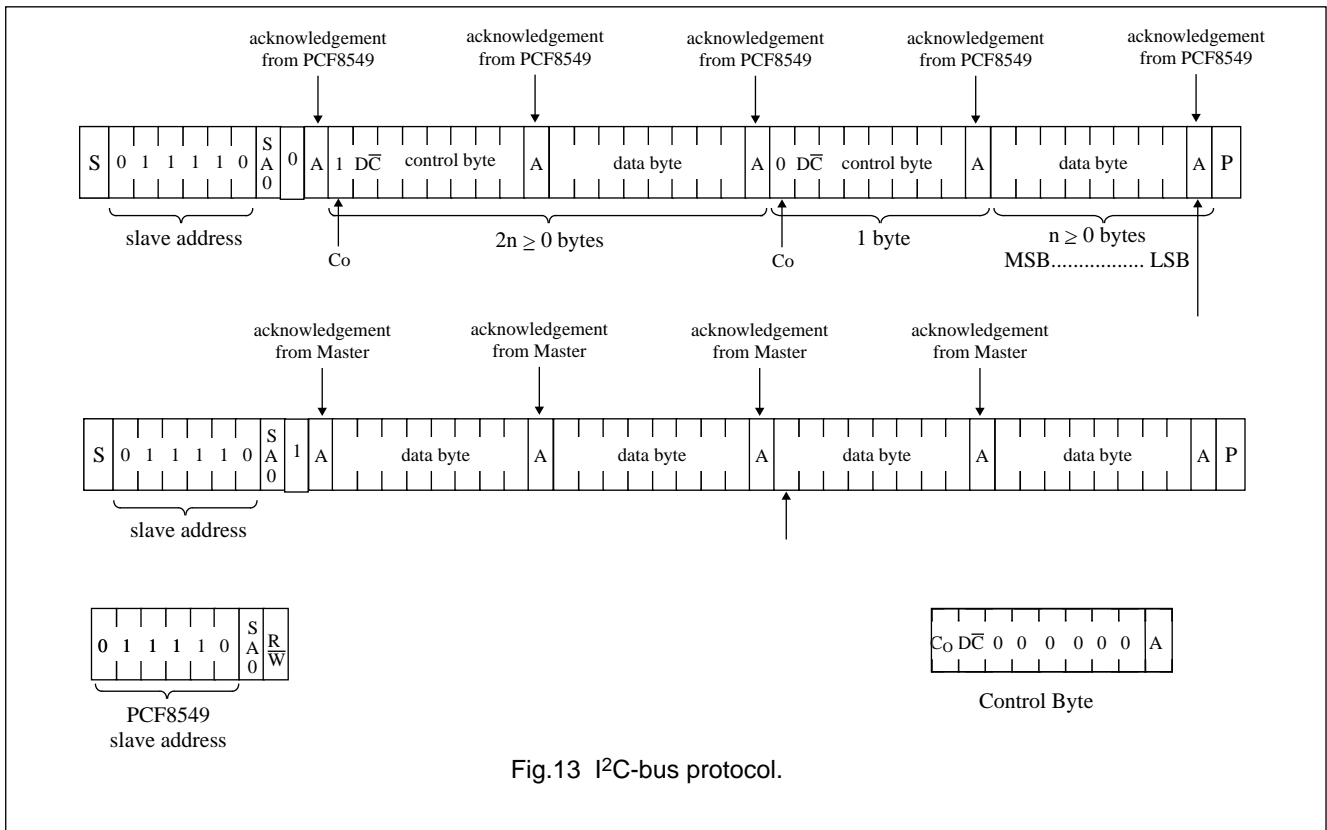 acknowledgement from PCF8549
acknowledgement from PCF8549
acknowledgement from PCF8549
acknowledgement from PCF8549
acknowledgement from PCF8549
S 0 1 1 1 1 0 SA0 0 A 1 DC̅ control byte A data byte A 0 DC̅ control byte A data byte A P
slave address
2n ≥ 0 bytes
1 byte
n ≥ 0 bytes
Co
Co
MSB................. LSB
acknowledgement from Master
acknowledgement from Master
acknowledgement from Master
acknowledgement from Master
S 0 1 1 1 1 0 SA0 1 A data byte A data byte A data byte A data byte A P
slave address
0 1 1 1 1 0 SA0 R/W̅
PCF8549
slave address
CO DC̅ 0 0 0 0 0 0 A
Control Byte
Fig.13 I²C-bus protocol.